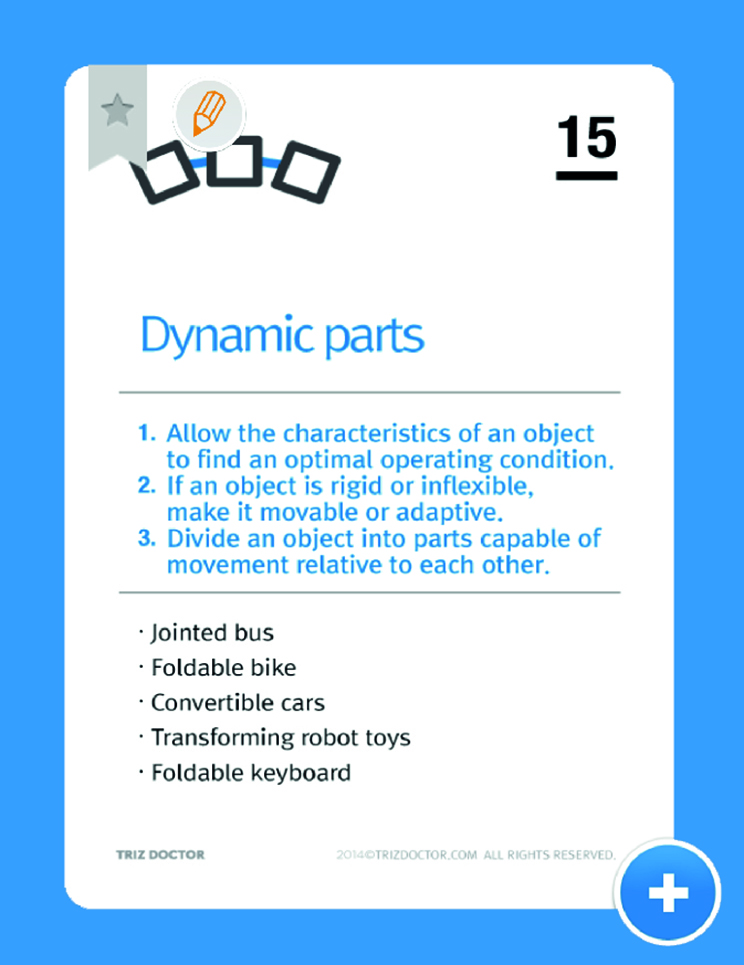 15
Dynamic parts
1. Allow the characteristics of an object
to find an optimal operating condition.
2. If an object is rigid or inflexible,
make it movable or adaptive.
3. Divide an object into parts capable of
movement relative to each other.
· Jointed bus
· Foldable bike
· Convertible cars
· Transforming robot toys
· Foldable keyboard
TRIZ DOCTOR 2014©TRIZDOCTOR.COM ALL RIGHTS RESERVED.